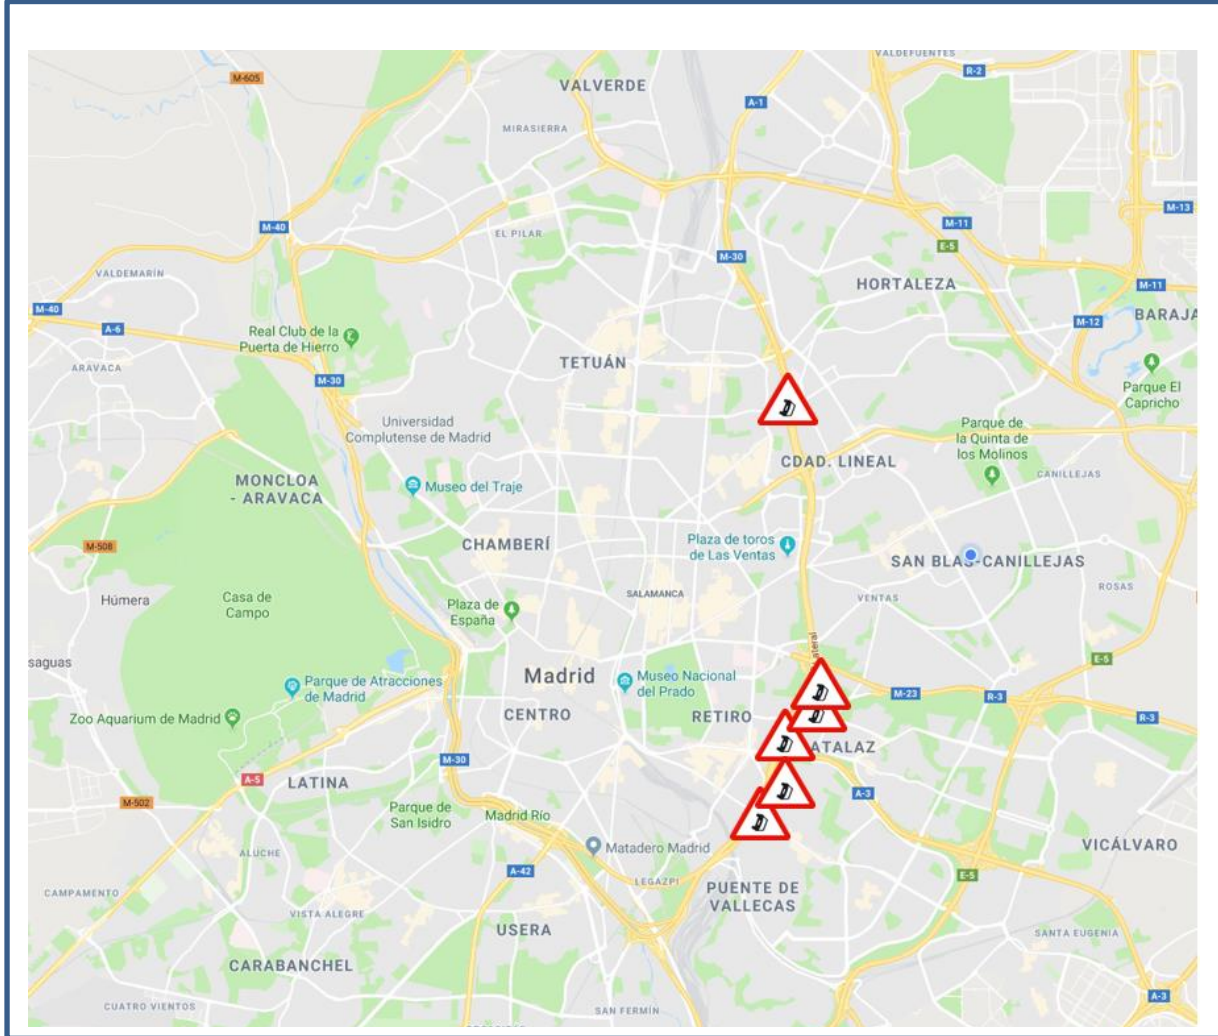 VALDEFUENTES
M-605
R-2
VALVERDE
A-1
MIRASIERRA
M-13
M-40
M-11
EL PILAR
E-5
M-30
VALDEMARÍN
HORTALEZA
M-11
M-40
BARAJA
M-12
A-6
Real Club de la
Puerta de Hierro
TETUÁN
ARAVACA
M-30
Parque El
Capricho
Universidad
Complutense de Madrid
Parque de
la Quinta de
los Molinos
CDAD. LINEAL
CANILLEJAS
MONCLOA
- ARAVACA
Museo del Traje
Plaza de toros
de Las Ventas
M-508
CHAMBERÍ
SAN BLAS-CANILLEJAS
ROSAS
Húmera
Casa de
Campo
SALAMANCA
VENTAS
Plaza de
España
ateral
saguas
E-5
Parque de Atracciones
de Madrid
Madrid
Museo Nacional
del Prado
M-23
R-3
Zoo Aquarium de Madrid
CENTRO
RETIRO
R-3
ATALAZ
M-30
A-5
LATINA
A-3
M-502
Parque de
San Isidro
Madrid Río
Matadero Madrid
VICÁLVARO
ALUCHE
A-42
E-5
CAMPAMENTO
LEGAZPI
PUENTE DE
VALLECAS
VISTA ALEGRE
USERA
SANTA EUGENIA
CARABANCHEL
A-3
CUATRO VIENTOS
SAN FERMÍN